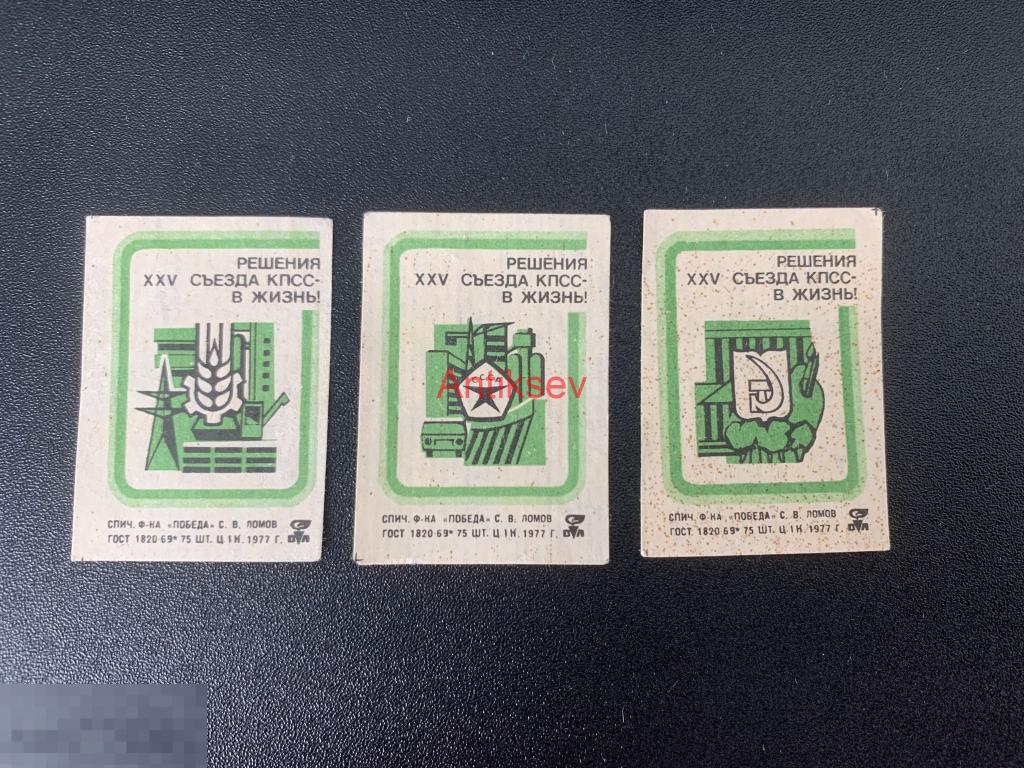 РЕШЕНИЯ
XXV СЪЕЗДА КПСС-
В ЖИЗНЬ!
СПИЧ. Ф-КА «ПОБЕДА» С. В. ЛОМОВ
ГОСТ 1820-69* 75 ШТ. Ц. 1 К. 1977 Г.
РЕШЕНИЯ
XXV СЪЕЗДА КПСС-
В ЖИЗНЬ!
Antiksev
СПИЧ. Ф-КА «ПОБЕДА» С. В. ЛОМОВ
ГОСТ 1820-69* 75 ШТ. Ц. 1 К. 1977 Г.
РЕШЕНИЯ
XXV СЪЕЗДА КПСС-
В ЖИЗНЬ!
СПИЧ. Ф-КА «ПОБЕДА» С. В. ЛОМОВ
ГОСТ 1820-69* 75 ШТ. Ц. 1 К. 1977 Г.